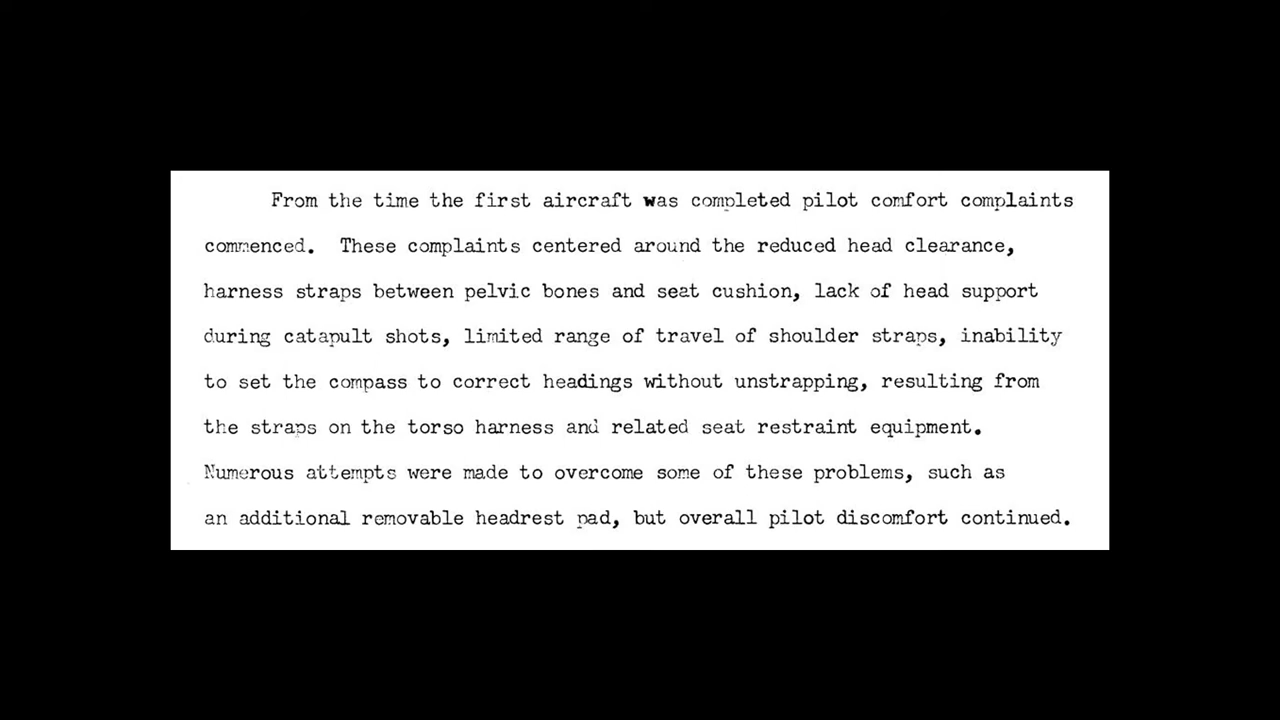 From the time the first aircraft was completed pilot comfort complaints
commenced. These complaints centered around the reduced head clearance,
harness straps between pelvic bones and seat cushion, lack of head support
during catapult shots, limited range of travel of shoulder straps, inability
to set the compass to correct headings without unstrapping, resulting from
the straps on the torso harness and related seat restraint equipment.
Numerous attempts were made to overcome some of these problems, such as
an additional removable headrest pad, but overall pilot discomfort continued.